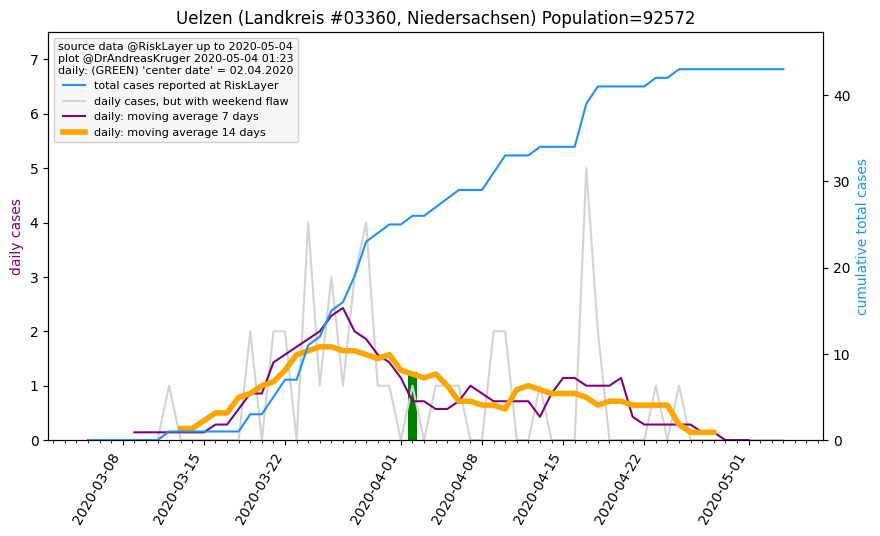 Uelzen (Landkreis #03360, Niedersachsen) Population=92572
source data @RiskLayer up to 2020-05-04
plot @DrAndreasKruger 2020-05-04 01:23
daily: (GREEN) 'center date' = 02.04.2020
total cases reported at RiskLayer
daily cases, but with weekend flaw
daily: moving average 7 days
daily: moving average 14 days
daily cases
7
6
5
4
3
2
1
0
cumulative total cases
40
30
20
10
0
2020-03-08
2020-03-15
2020-03-22
2020-04-01
2020-04-08
2020-04-15
2020-04-22
2020-05-01